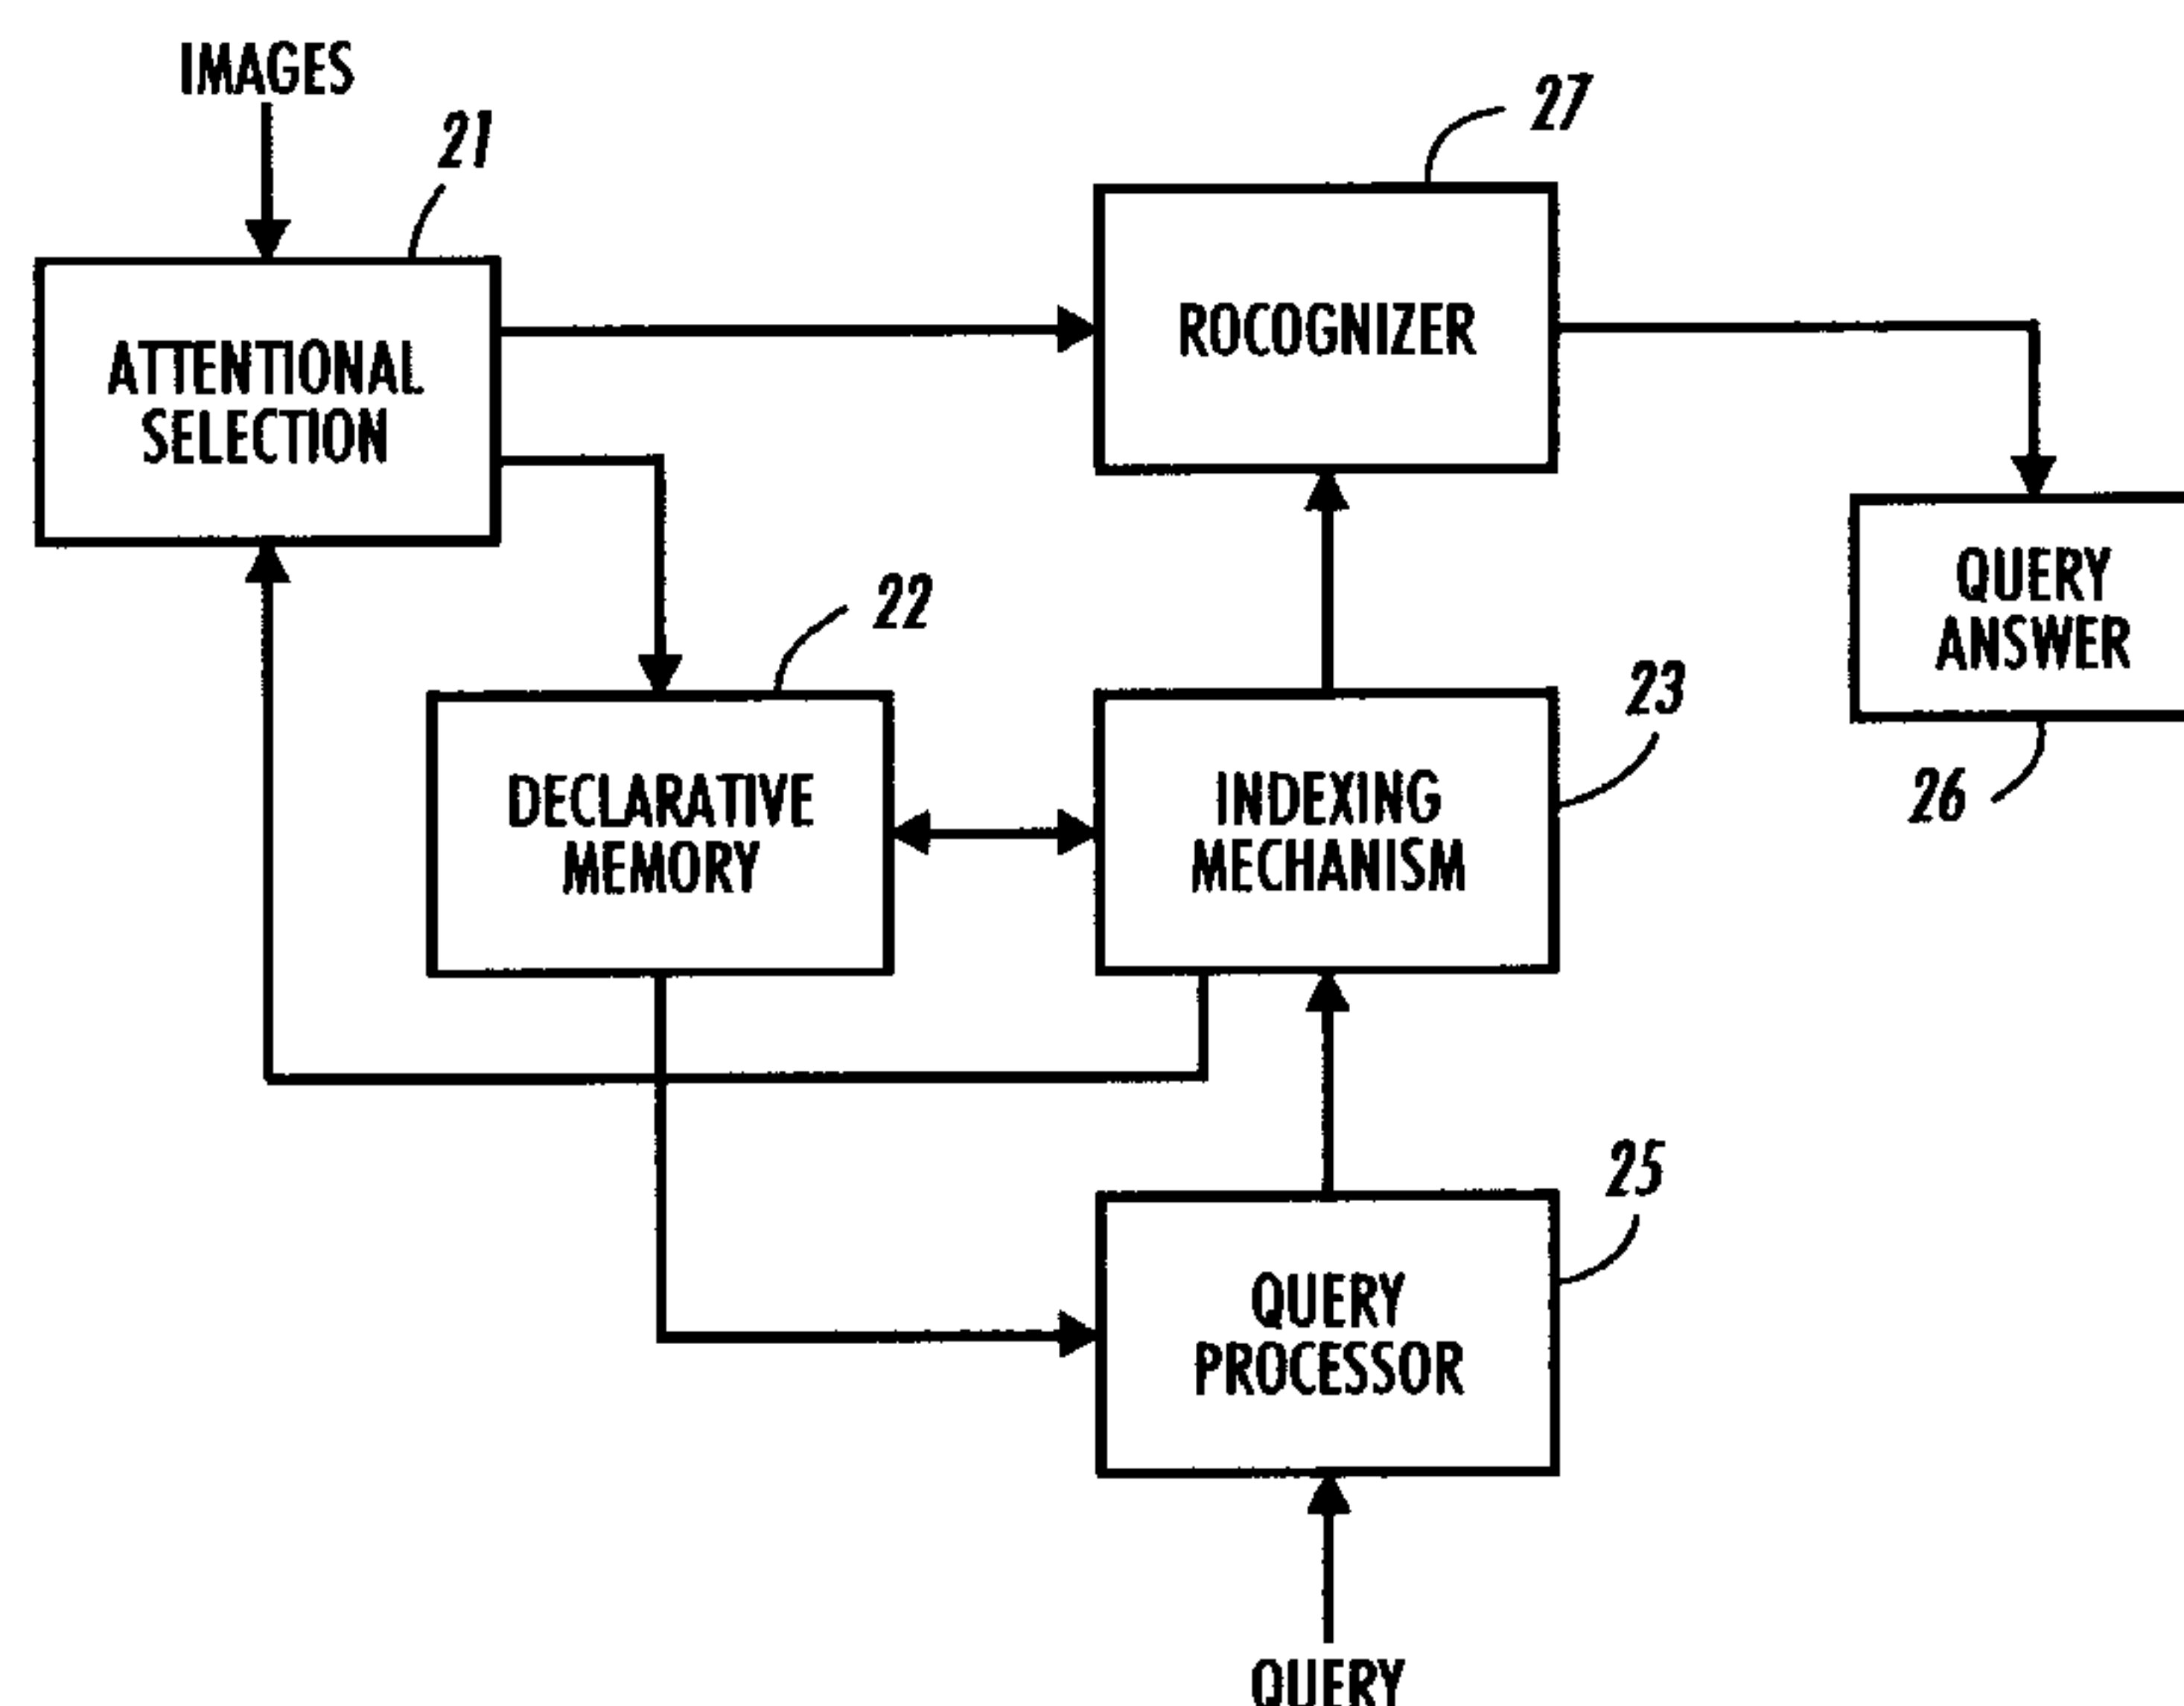 IMAGES
21
27
ATTENTIONAL
SELECTION
ROCOGNIZER
22
QUERY
ANSWER
23
26
DECLARATIVE
MEMORY
INDEXING
MECHANISM
25
QUERY
PROCESSOR
QUERY